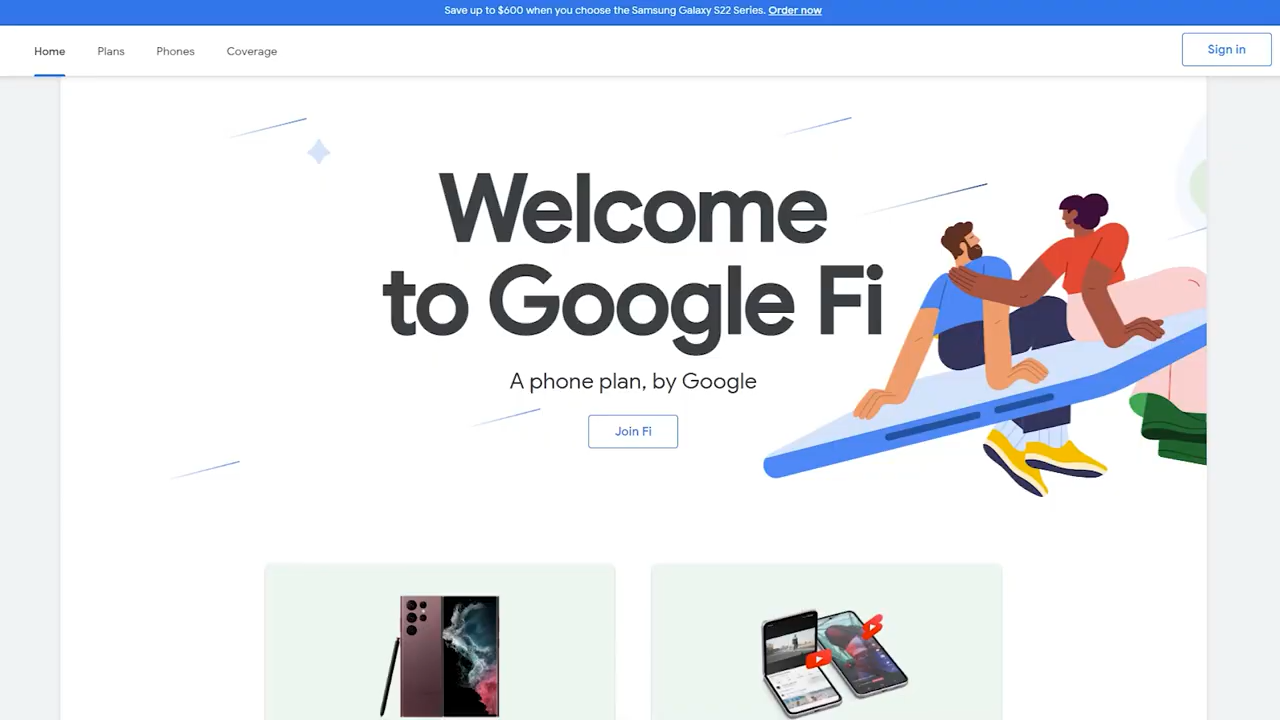 Save up to $600 when you choose the Samsung Galaxy S22 Series. Order now
Home Plans Phones Coverage Sign in
Welcome
to Google Fi
A phone plan, by Google
Join Fi